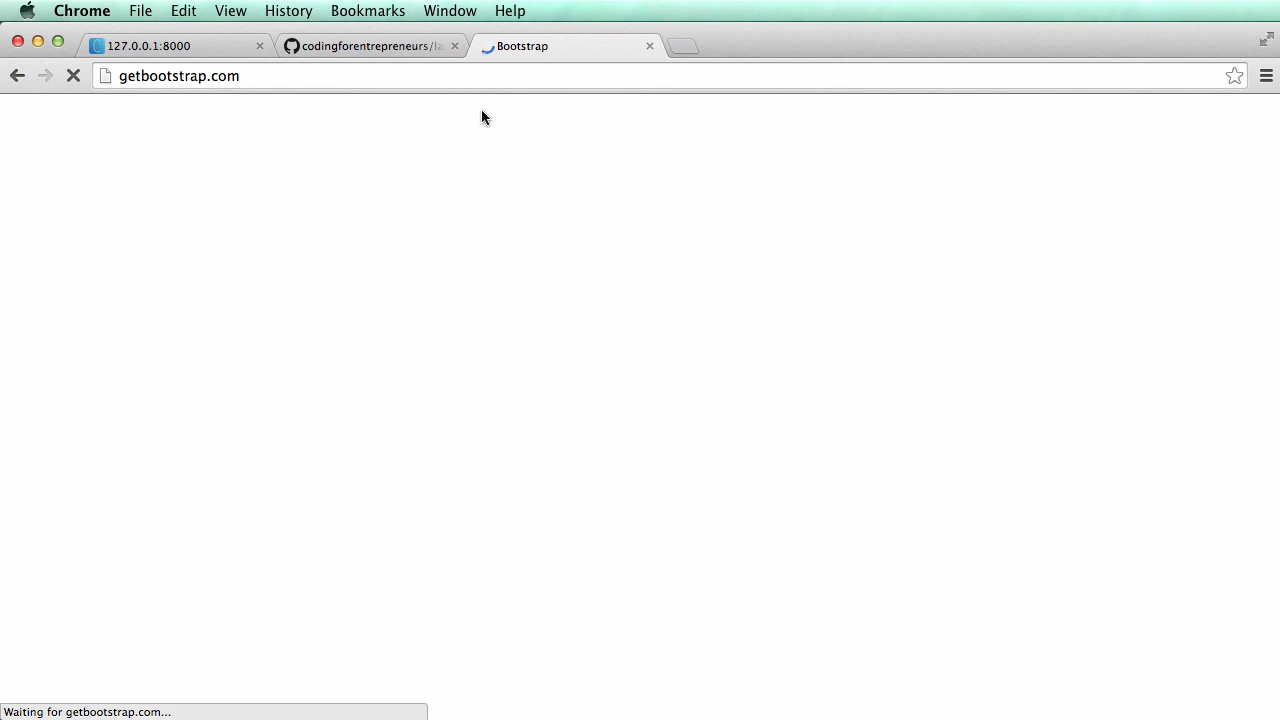 Chrome File Edit View History Bookmarks Window Help
127.0.0.1:8000 codingforentrepreneurs/la Bootstrap
getbootstrap.com
Waiting for getbootstrap.com...